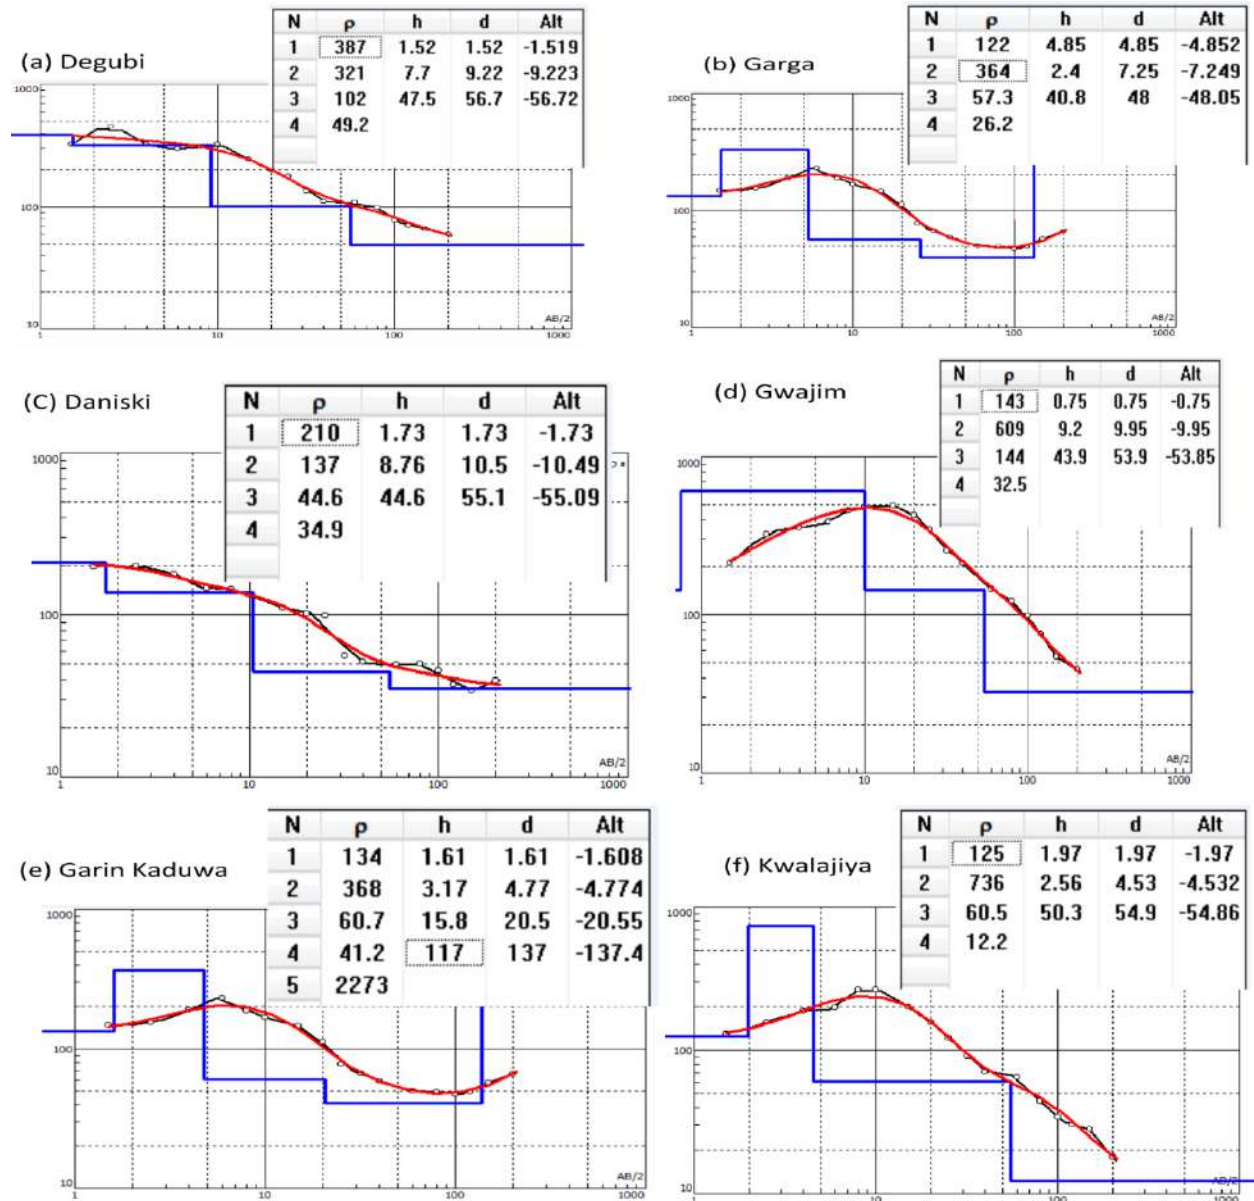 (a) Degubi
N ρ h d Alt
1 387 1.52 1.52 -1.519
2 321 7.7 9.22 -9.223
3 102 47.5 56.7 -56.72
4 49.2
1000
100
10
1 10 100 1000
AB/2
(b) Garga
N ρ h d Alt
1 122 4.85 4.85 -4.852
2 364 2.4 7.25 -7.249
3 57.3 40.8 48 -48.05
4 26.2
1000
100
10
1 10 100 1000
AB/2
(C) Daniski
N ρ h d Alt
1 210 1.73 1.73 -1.73
2 137 8.76 10.5 -10.49
3 44.6 44.6 55.1 -55.09
4 34.9
1000
100
10
1 10 100 1000
AB/2
(d) Gwajim
N ρ h d Alt
1 143 0.75 0.75 -0.75
2 609 9.2 9.95 -9.95
3 144 43.9 53.9 -53.85
4 32.5
1000
100
10
1 10 100 1000
AB/2
(e) Garin Kaduwa
N ρ h d Alt
1 134 1.61 1.61 -1.608
2 368 3.17 4.77 -4.774
3 60.7 15.8 20.5 -20.55
4 41.2 117 137 -137.4
5 2273
1000
100
10
1 10 100 1000
AB/2
(f) Kwalajiya
N ρ h d Alt
1 125 1.97 1.97 -1.97
2 736 2.56 4.53 -4.532
3 60.5 50.3 54.9 -54.86
4 12.2
1000
100
10
1 10 100 1000
AB/2